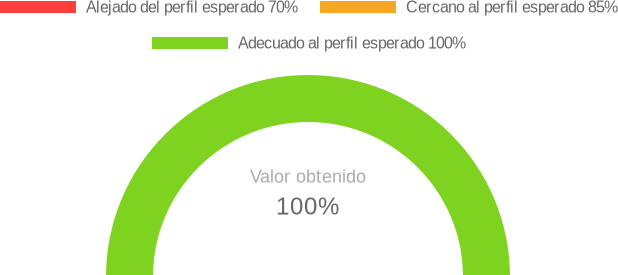 Alejado del perfil esperado 70%
Cercano al perfil esperado 85%
Adecuado al perfil esperado 100%
Valor obtenido
100%